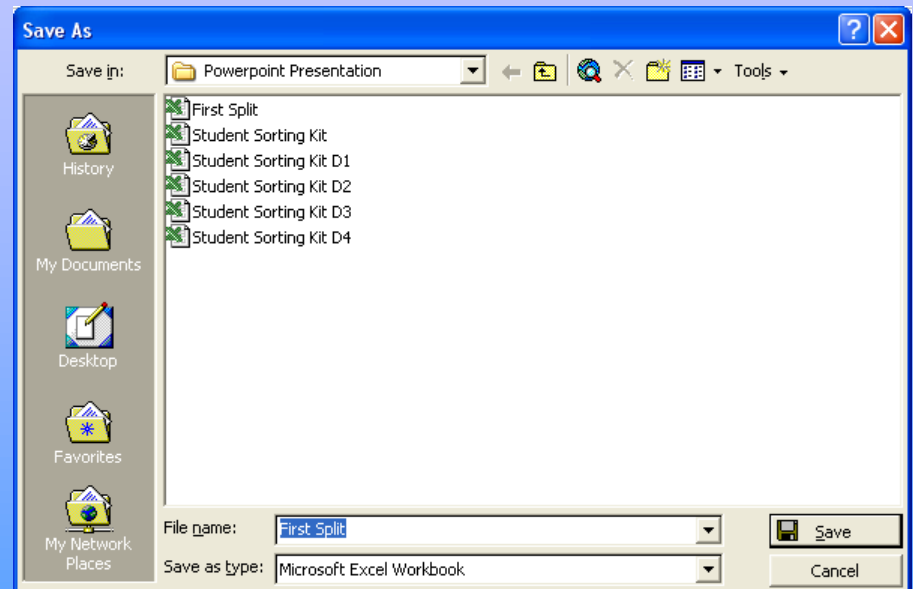 Save As
Save in:
Powerpoint Presentation
Tools
First Split
Student Sorting Kit
Student Sorting Kit D1
Student Sorting Kit D2
Student Sorting Kit D3
Student Sorting Kit D4
History
My Documents
Desktop
Favorites
My Network
Places
File name:
First Split
Save
Save as type:
Microsoft Excel Workbook
Cancel